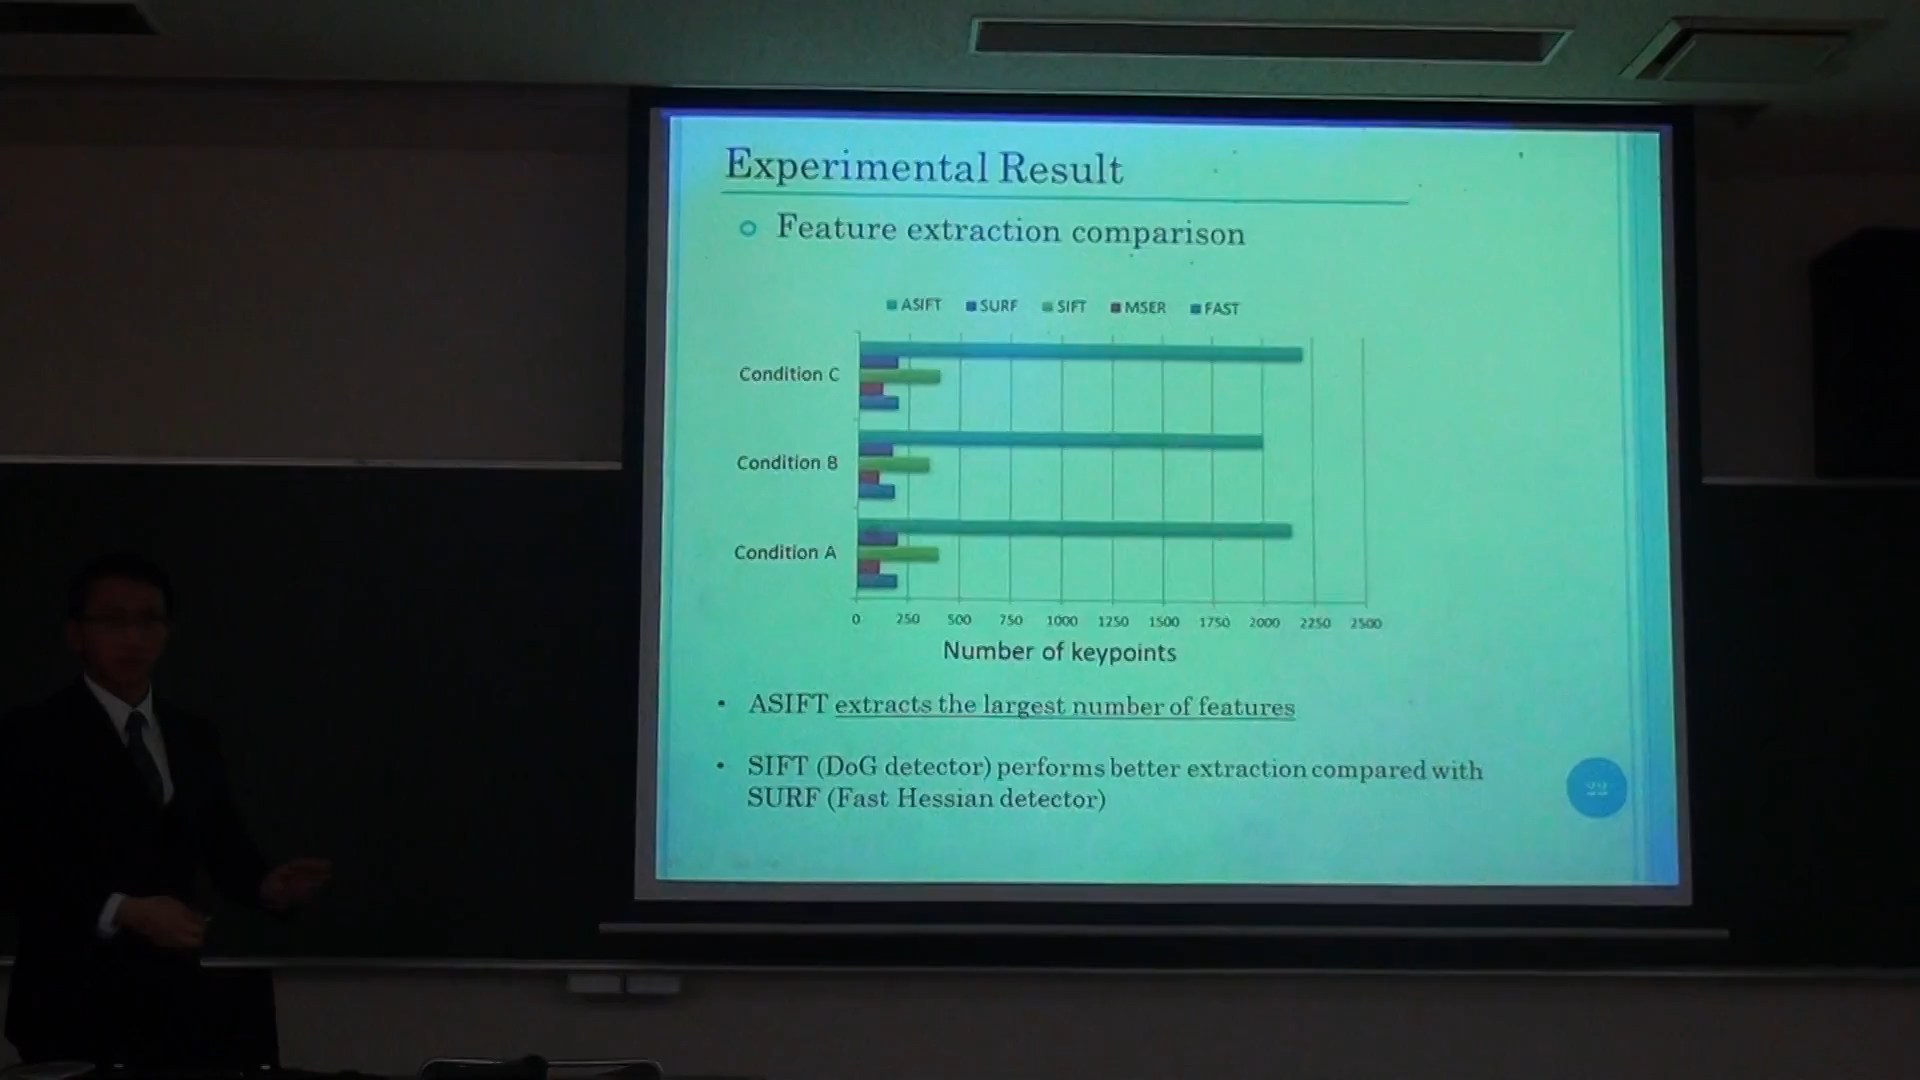 Experimental Result
Feature extraction comparison
ASIFT SURF SIFT MSER FAST
Condition C
Condition B
Condition A
0 250 500 750 1000 1250 1500 1750 2000 2250 2500
Number of keypoints
• ASIFT extracts the largest number of features
• SIFT (DoG detector) performs better extraction compared with
SURF (Fast Hessian detector)